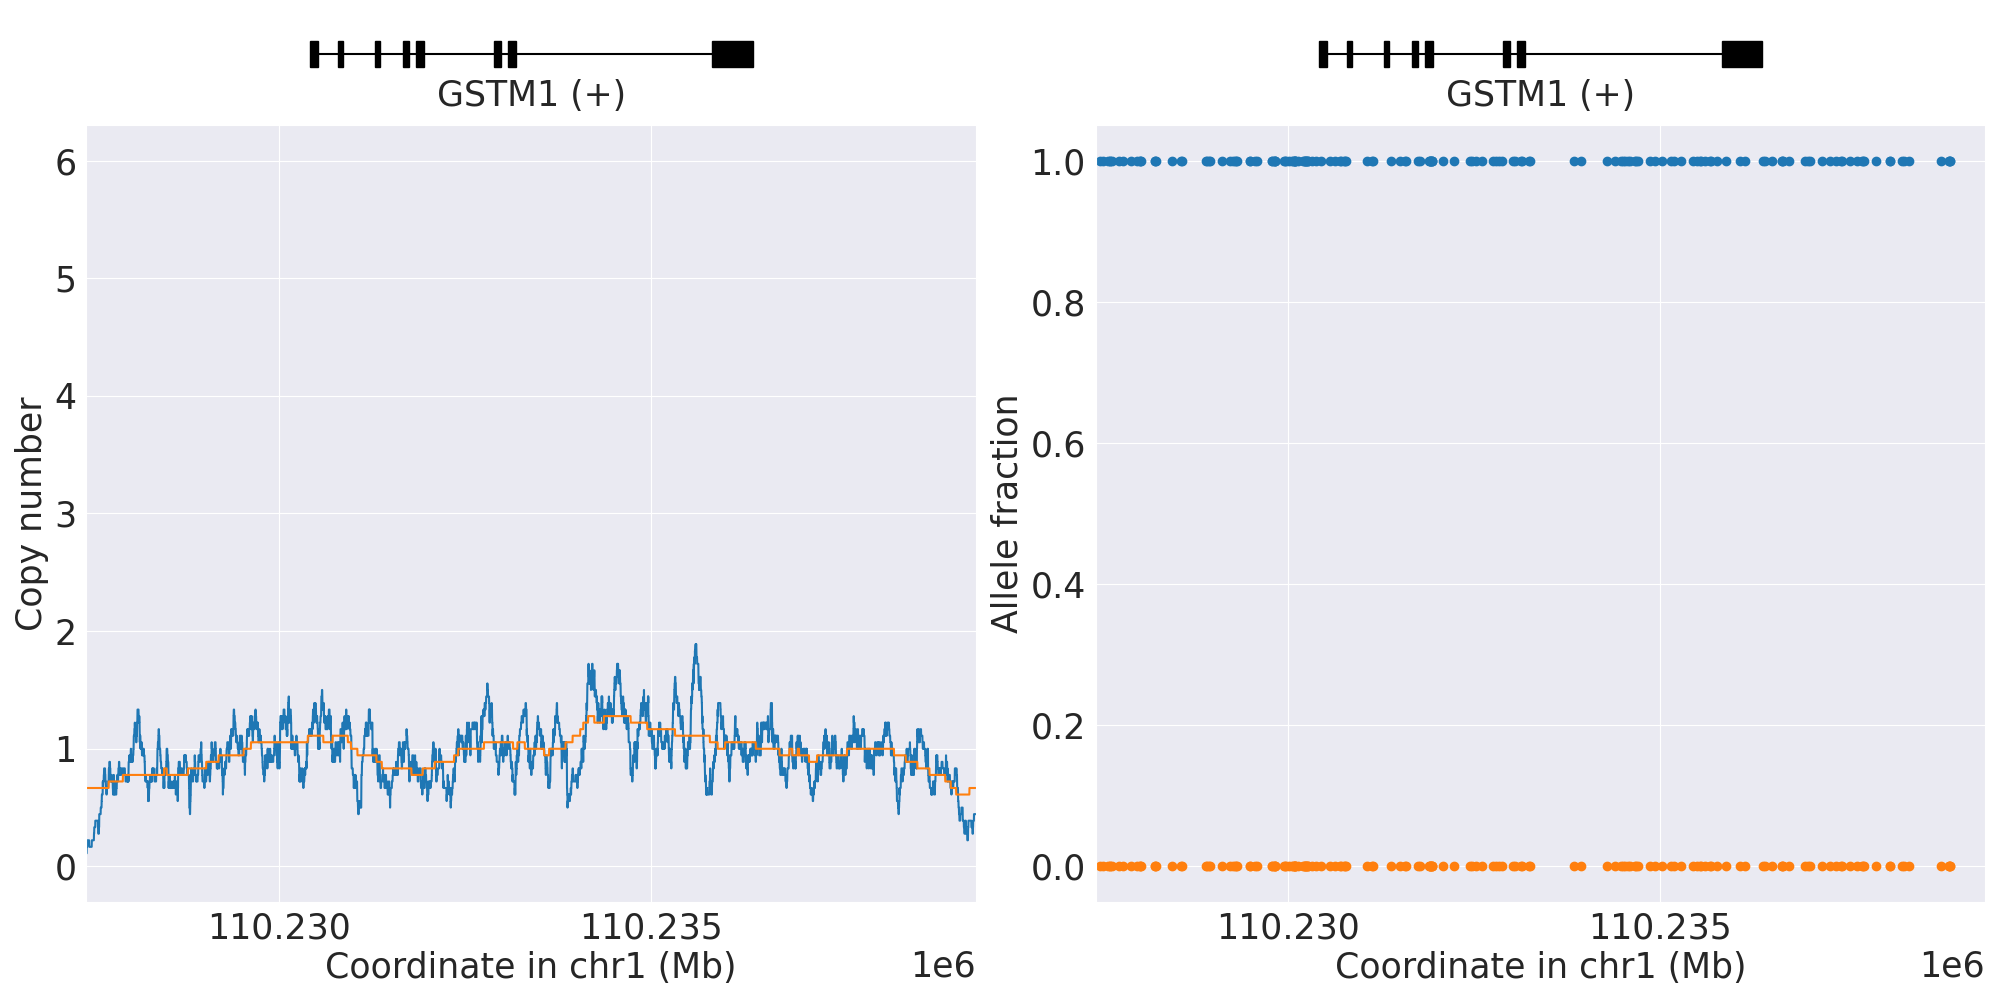 GSTM1 (+)
6
5
4
3
2
1
0
Copy number
110.230
110.235
Coordinate in chr1 (Mb)
1e6
GSTM1 (+)
1.0
0.8
0.6
0.4
0.2
0.0
Allele fraction
110.230
110.235
Coordinate in chr1 (Mb)
1e6